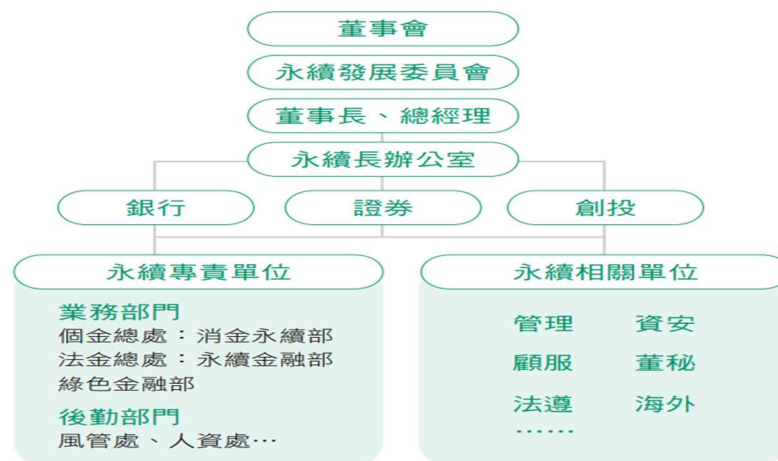 董事會
永續發展委員會
董事長、總經理
永續長辦公室
銀行
證券
創投
永續專責單位
業務部門
個金總處：消金永續部
法金總處：永續金融部
綠色金融部
後勤部門
風管處、人資處…
永續相關單位
管理 資安
顧服 董秘
法遵 海外
……